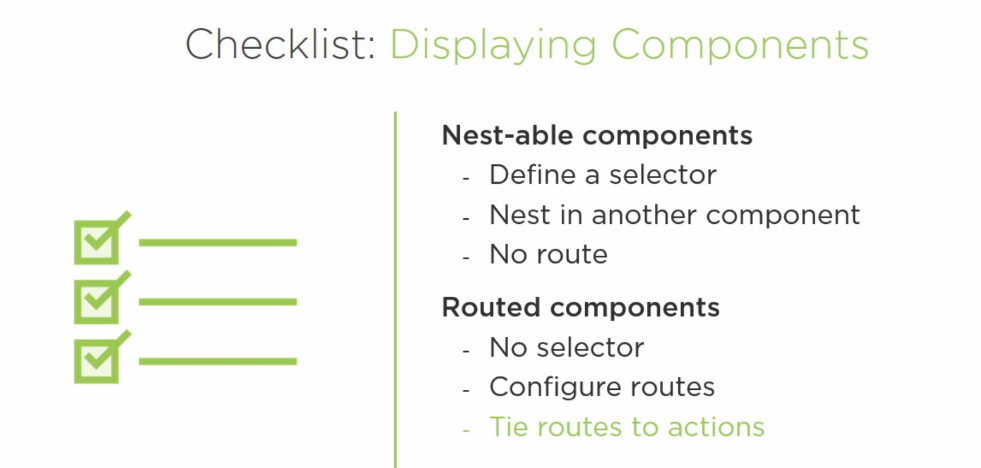 Checklist: Displaying Components
Nest-able components
- Define a selector
- Nest in another component
- No route
Routed components
- No selector
- Configure routes
- Tie routes to actions